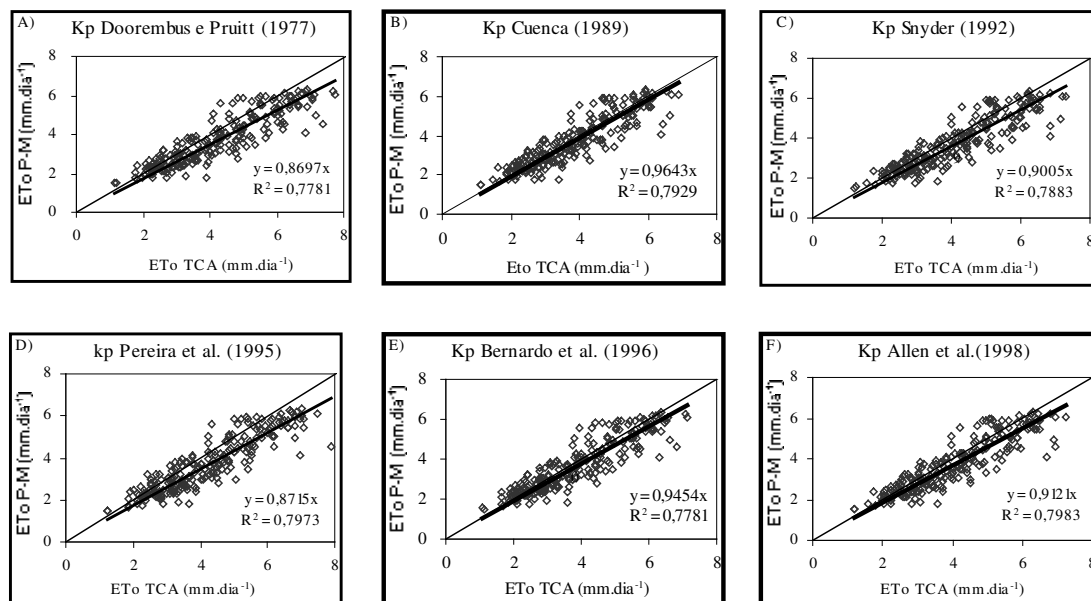 A)
Kp Doorembus e Pruitt (1977)
ETo P-M (mm.dia⁻¹)
8
6
4
2
0
y = 0,8697x
R² = 0,7781
0 2 4 6 8
ETo TCA (mm.dia⁻¹)
B)
Kp Cuenca (1989)
ETo P-M (mm.dia⁻¹)
8
6
4
2
0
y = 0,9643x
R² = 0,7929
0 2 4 6 8
Eto TCA (mm.dia⁻¹)
C)
Kp Snyder (1992)
ETo P-M (mm.dia⁻¹)
8
6
4
2
0
y = 0,9005x
R² = 0,7883
0 2 4 6 8
ETo TCA (mm.dia⁻¹)
D)
kp Pereira et al. (1995)
ETo P-M (mm.dia⁻¹)
8
6
4
2
0
y = 0,8715x
R² = 0,7973
0 2 4 6 8
ETo TCA (mm.dia⁻¹)
E)
Kp Bernardo et al. (1996)
ETo P-M (mm.dia⁻¹)
8
6
4
2
0
y = 0,9454x
R² = 0,7781
0 2 4 6 8
ETo TCA (mm.dia⁻¹)
F)
Kp Allen et al.(1998)
ETo P-M (mm.dia⁻¹)
8
6
4
2
0
y = 0,9121x
R² = 0,7983
0 2 4 6 8
ETo TCA (mm.dia⁻¹)